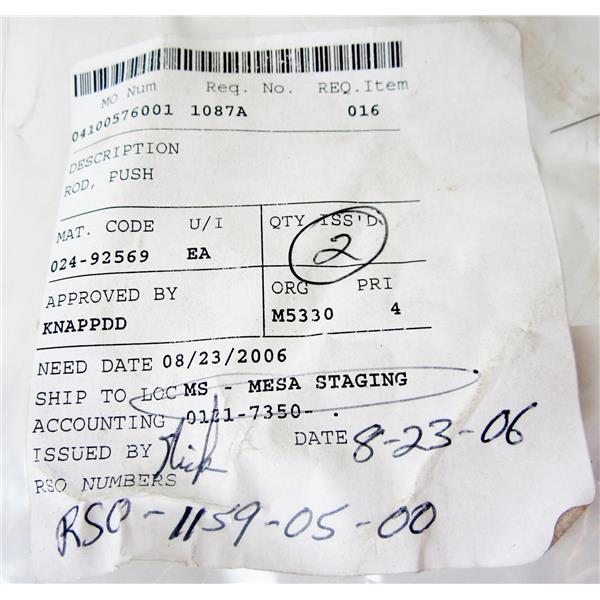 MO Num Req. No. REQ.Item
04100576001 1087A 016
DESCRIPTION
ROD, PUSH
MAT. CODE U/I QTY ISS'D
024-92569 EA 2
APPROVED BY ORG PRI
KNAPPDD M5330 4
NEED DATE 08/23/2006
SHIP TO LOC MS - MESA STAGING
ACCOUNTING 0121-7350- .
ISSUED BY Nick DATE 8-23-06
RSO NUMBERS
RSO-1159-05-00